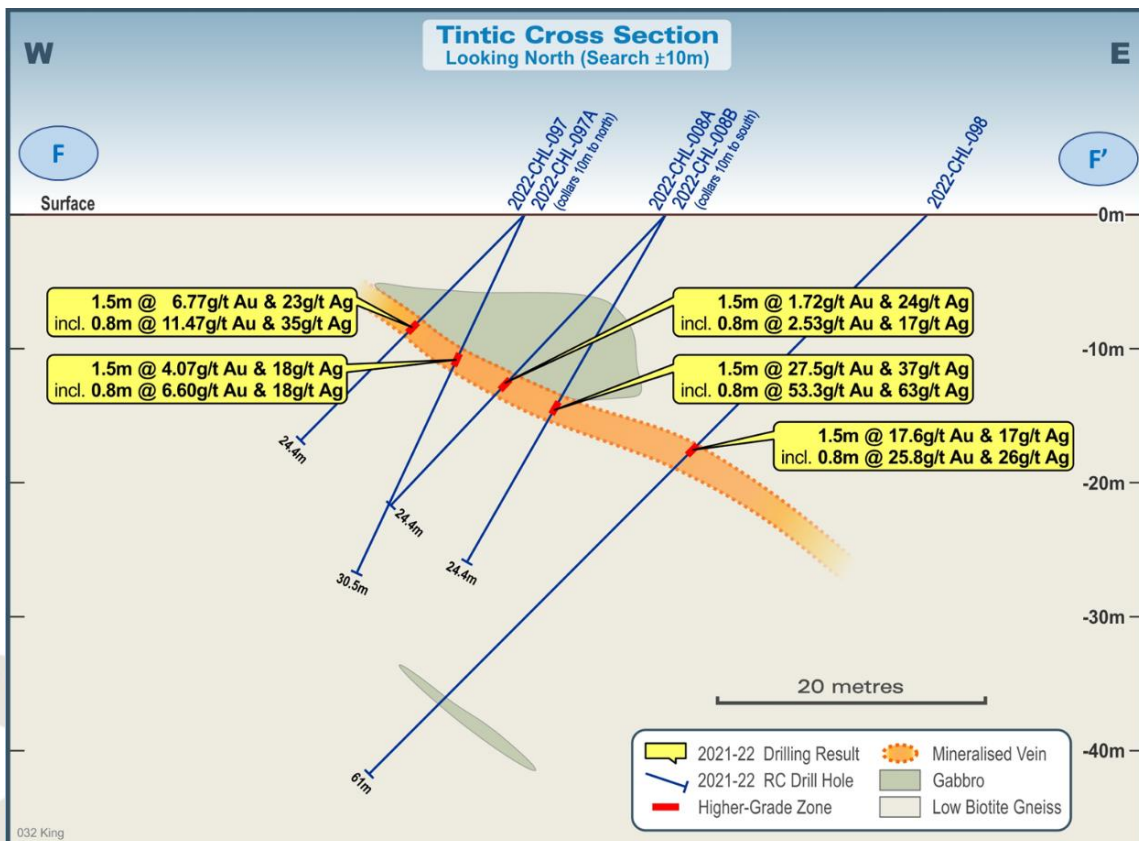 Tintic Cross Section
Looking North (Search ±10m)
W
E
F
F'
2022-CHL-097
2022-CHL-097A
(collars 10m to north)
2022-CHL-008A
2022-CHL-008B
(collars 10m to south)
2022-CHL-098
Surface
0m
1.5m @ 6.77g/t Au & 23g/t Ag
incl. 0.8m @ 11.47g/t Au & 35g/t Ag
1.5m @ 1.72g/t Au & 24g/t Ag
incl. 0.8m @ 2.53g/t Au & 17g/t Ag
-10m
1.5m @ 4.07g/t Au & 18g/t Ag
incl. 0.8m @ 6.60g/t Au & 18g/t Ag
1.5m @ 27.5g/t Au & 37g/t Ag
incl. 0.8m @ 53.3g/t Au & 63g/t Ag
1.5m @ 17.6g/t Au & 17g/t Ag
incl. 0.8m @ 25.8g/t Au & 26g/t Ag
24.4m
-20m
24.4m
30.5m
24.4m
-30m
20 metres
61m
-40m
2021-22 Drilling Result
2021-22 RC Drill Hole
Higher-Grade Zone
Mineralised Vein
Gabbro
Low Biotite Gneiss
032 King